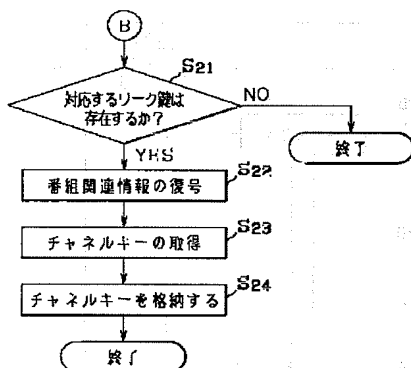 B
S21
対応するワーク鍵は
存在するか?
NO
終了
YES
S22
番組関連情報の復号
S23
チャネルキーの取得
S24
チャネルキーを格納する
終了